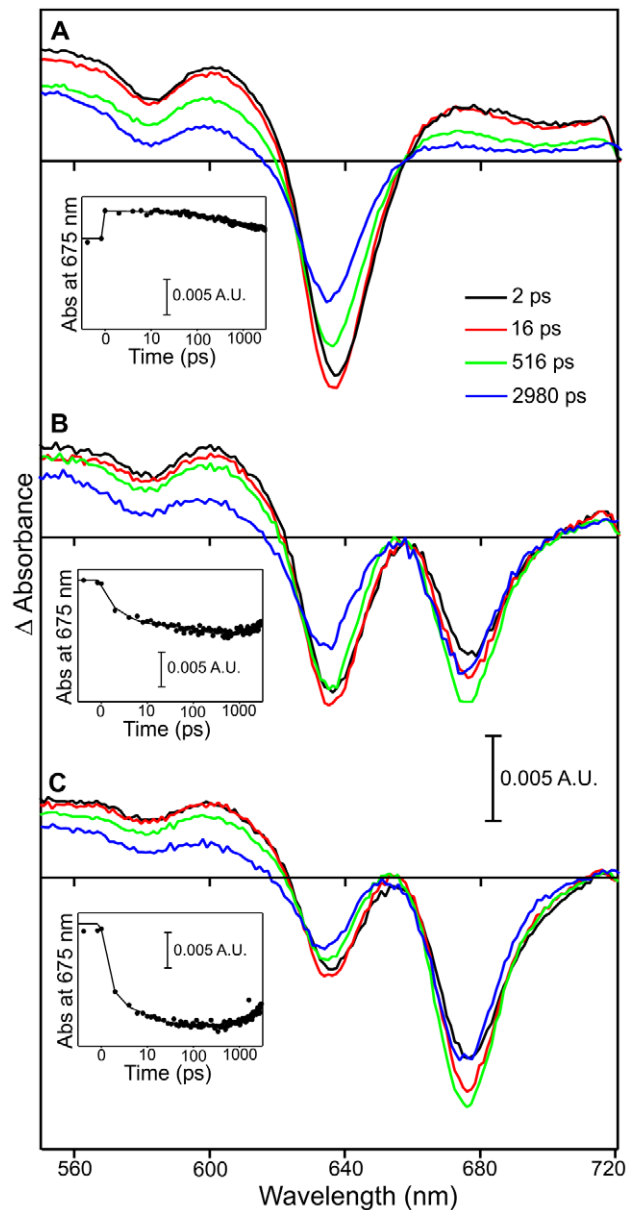 A
Abs at 675 nm
0.005 A.U.
0 10 100 1000
Time (ps)
2 ps
16 ps
516 ps
2980 ps
B
Abs at 675 nm
0.005 A.U.
0 10 100 1000
Time (ps)
Δ Absorbance
0.005 A.U.
C
Abs at 675 nm
0.005 A.U.
0 10 100 1000
Time (ps)
560 600 640 680 720
Wavelength (nm)